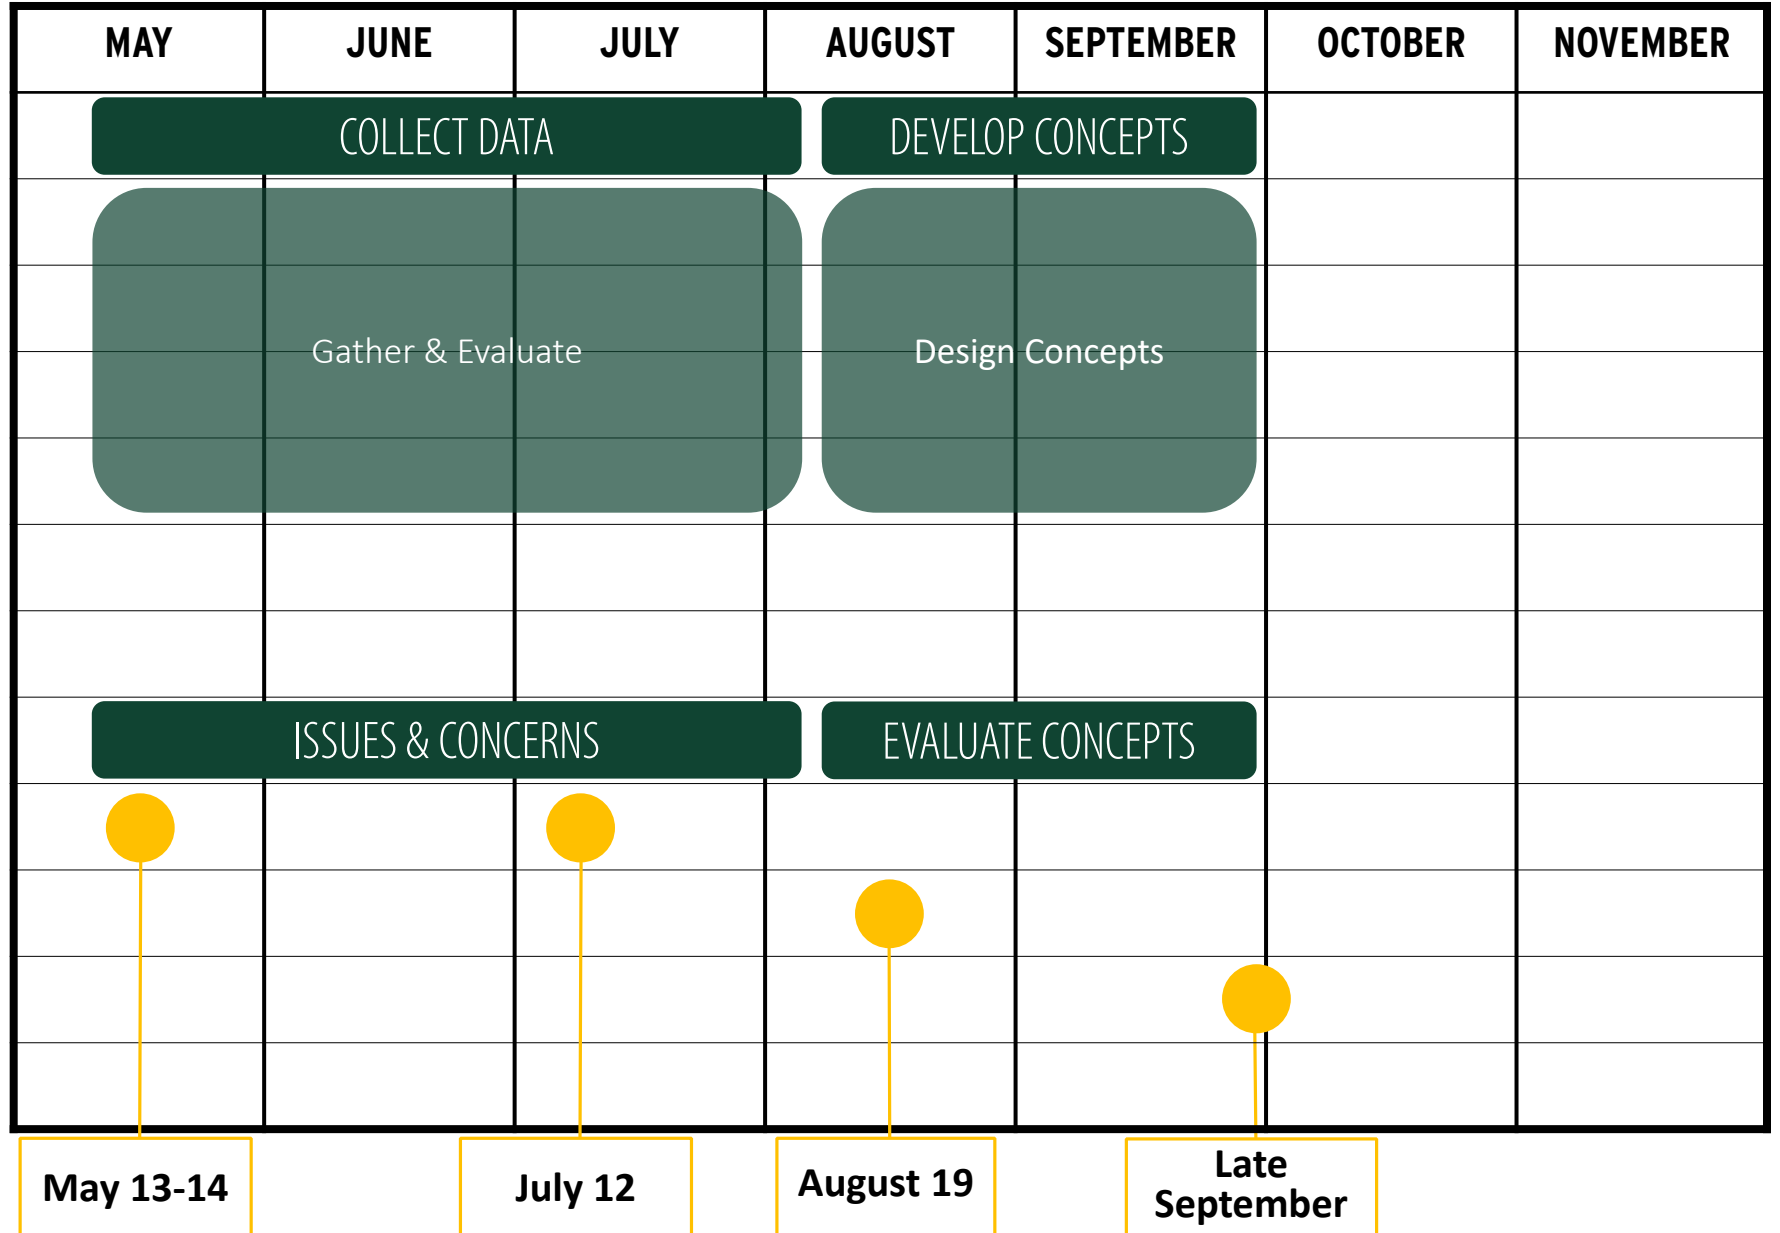 MAY JUNE JULY AUGUST SEPTEMBER OCTOBER NOVEMBER
COLLECT DATA DEVELOP CONCEPTS
Gather & Evaluate Design Concepts
ISSUES & CONCERNS EVALUATE CONCEPTS
May 13-14 July 12 August 19 Late
September